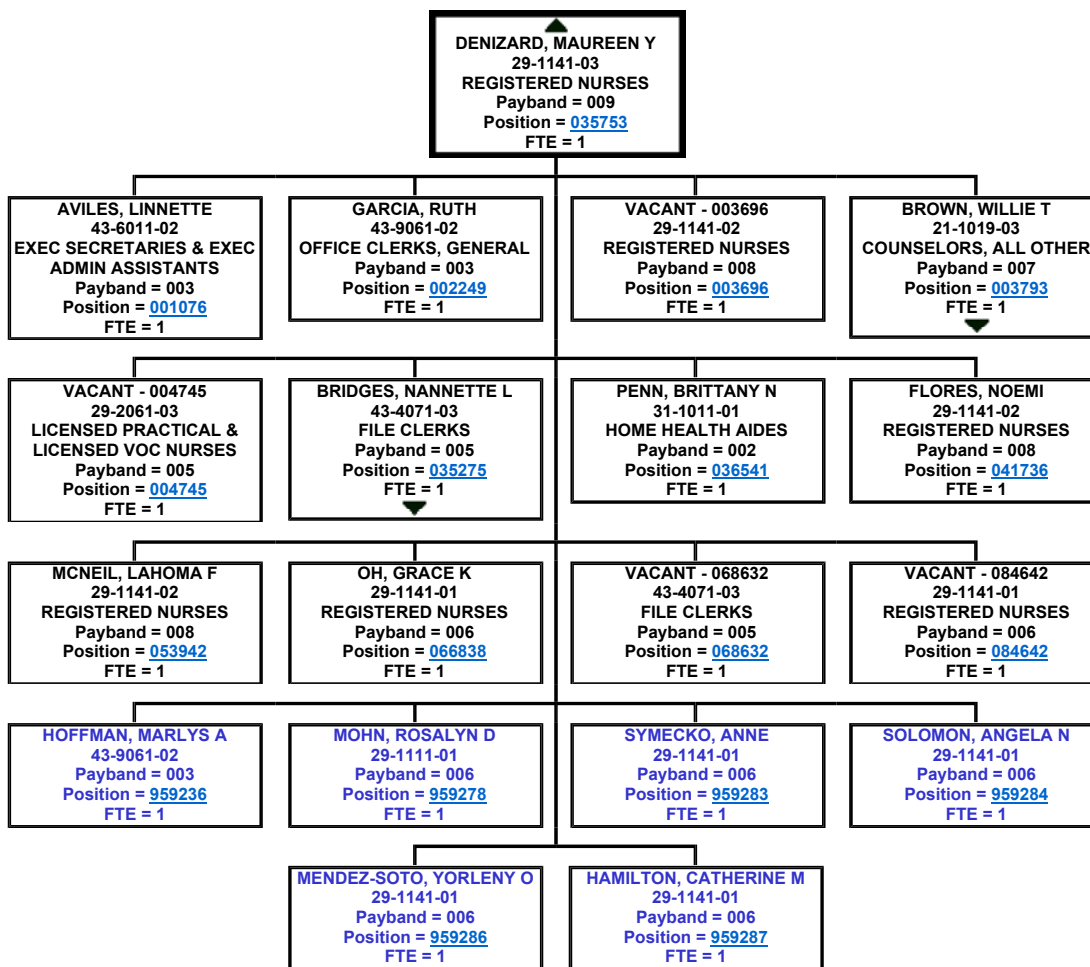 DENIZARD, MAUREEN Y
29-1141-03
REGISTERED NURSES
Payband = 009
Position = 035753
FTE = 1
AVILES, LINNETTE
43-6011-02
EXEC SECRETARIES & EXEC
ADMIN ASSISTANTS
Payband = 003
Position = 001076
FTE = 1
GARCIA, RUTH
43-9061-02
OFFICE CLERKS, GENERAL
Payband = 003
Position = 002249
FTE = 1
VACANT - 003696
29-1141-02
REGISTERED NURSES
Payband = 008
Position = 003696
FTE = 1
BROWN, WILLIE T
21-1019-03
COUNSELORS, ALL OTHER
Payband = 007
Position = 003793
FTE = 1
VACANT - 004745
29-2061-03
LICENSED PRACTICAL &
LICENSED VOC NURSES
Payband = 005
Position = 004745
FTE = 1
BRIDGES, NANNETTE L
43-4071-03
FILE CLERKS
Payband = 005
Position = 035275
FTE = 1
PENN, BRITTANY N
31-1011-01
HOME HEALTH AIDES
Payband = 002
Position = 036541
FTE = 1
FLORES, NOEMI
29-1141-02
REGISTERED NURSES
Payband = 008
Position = 041736
FTE = 1
MCNEIL, LAHOMA F
29-1141-02
REGISTERED NURSES
Payband = 008
Position = 053942
FTE = 1
OH, GRACE K
29-1141-01
REGISTERED NURSES
Payband = 006
Position = 066838
FTE = 1
VACANT - 068632
43-4071-03
FILE CLERKS
Payband = 005
Position = 068632
FTE = 1
VACANT - 084642
29-1141-01
REGISTERED NURSES
Payband = 006
Position = 084642
FTE = 1
HOFFMAN, MARLYS A
43-9061-02
Payband = 003
Position = 959236
FTE = 1
MOHN, ROSALYN D
29-1111-01
Payband = 006
Position = 959278
FTE = 1
SYMECKO, ANNE
29-1141-01
Payband = 006
Position = 959283
FTE = 1
SOLOMON, ANGELA N
29-1141-01
Payband = 006
Position = 959284
FTE = 1
MENDEZ-SOTO, YORLENY O
29-1141-01
Payband = 006
Position = 959286
FTE = 1
HAMILTON, CATHERINE M
29-1141-01
Payband = 006
Position = 959287
FTE = 1